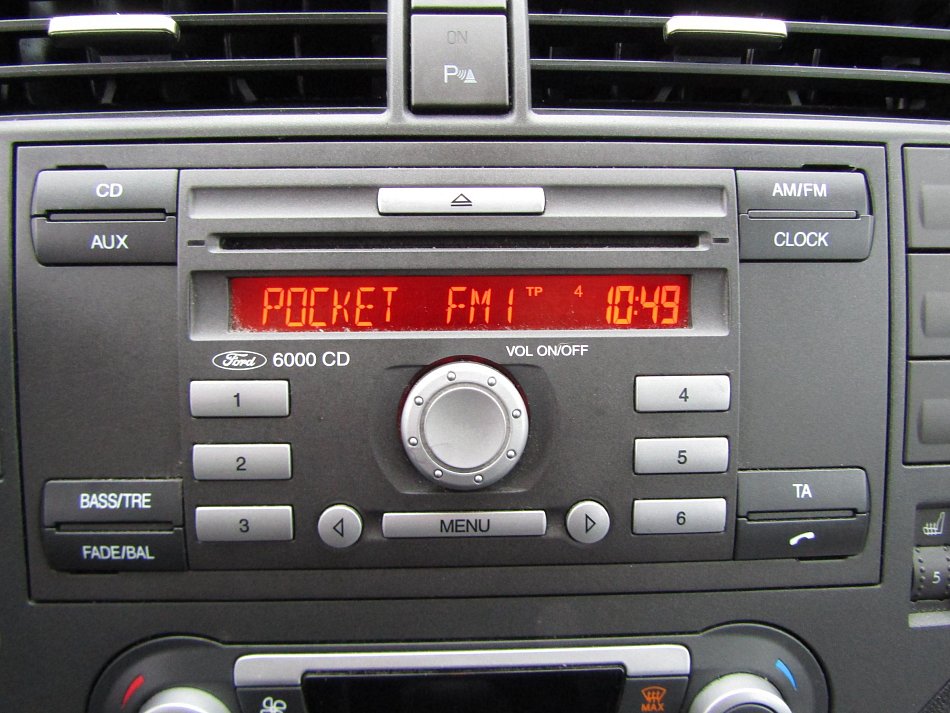 ON
P
CD
AM/FM
AUX
CLOCK
POCKET FM1 TP 4 10:49
Ford 6000 CD
VOL ON/OFF
1
4
2
5
BASS/TRE
TA
3
MENU
6
FADE/BAL
5
MAX